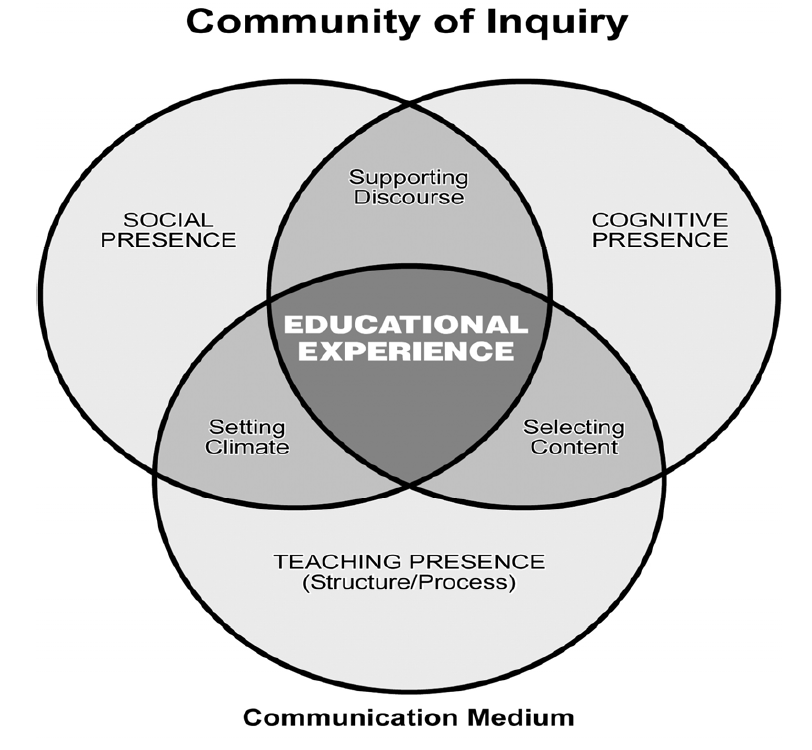 Community of Inquiry
Supporting
Discourse
SOCIAL
PRESENCE
COGNITIVE
PRESENCE
EDUCATIONAL
EXPERIENCE
Setting
Climate
Selecting
Content
TEACHING PRESENCE
(Structure/Process)
Communication Medium